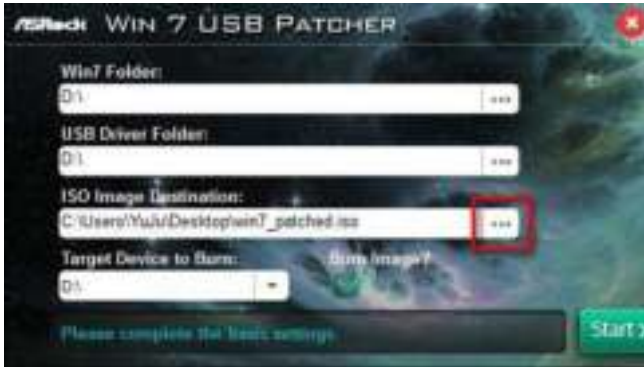 ASRock WIN 7 USB PATCHER
Win7 Folder:
D:\
...
USB Driver Folder:
D:\
...
ISO Image Destination:
C:\Users\YuJu\Desktop\win7_patched.iso
...
Target Device to Burn: Burn Image?
D:\
Please complete the basic settings.
Start